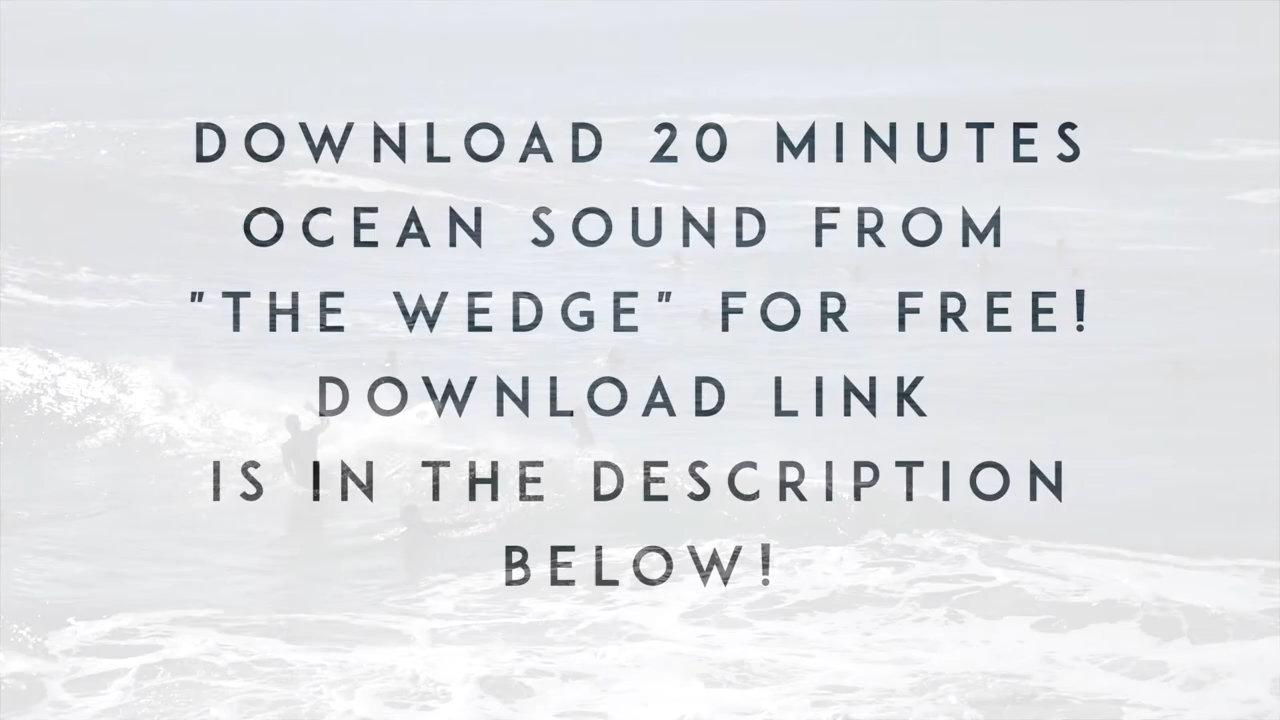 DOWNLOAD 20 MINUTES
OCEAN SOUND FROM
"THE WEDGE" FOR FREE!
DOWNLOAD LINK
IS IN THE DESCRIPTION
BELOW!